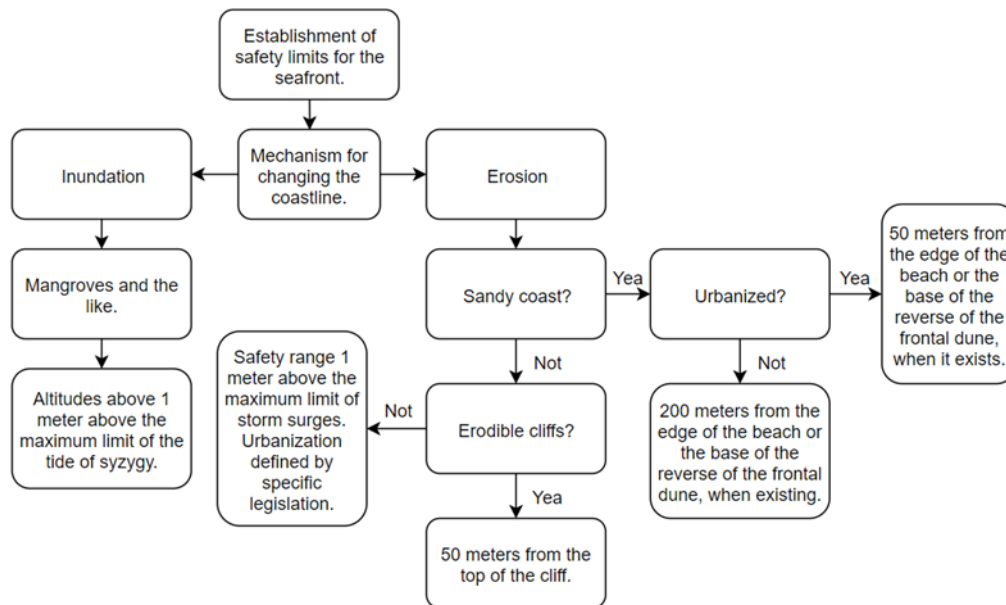 Establishment of
safety limits for the
seafront.
Inundation
Mechanism for
changing the
coastline.
Erosion
Mangroves and the
like.
Sandy coast?
Yea
Urbanized?
Yea
50 meters from
the edge of the
beach or the
base of the
reverse of the
frontal dune,
when it exists.
Altitudes above 1
meter above the
maximum limit of the
tide of syzygy.
Safety range 1
meter above the
maximum limit of
storm surges.
Urbanization
defined by
specific
legislation.
Not
Not
Erodible cliffs?
Not
200 meters from the
edge of the beach or
the base of the
reverse of the frontal
dune, when existing.
Yea
50 meters from the
top of the cliff.